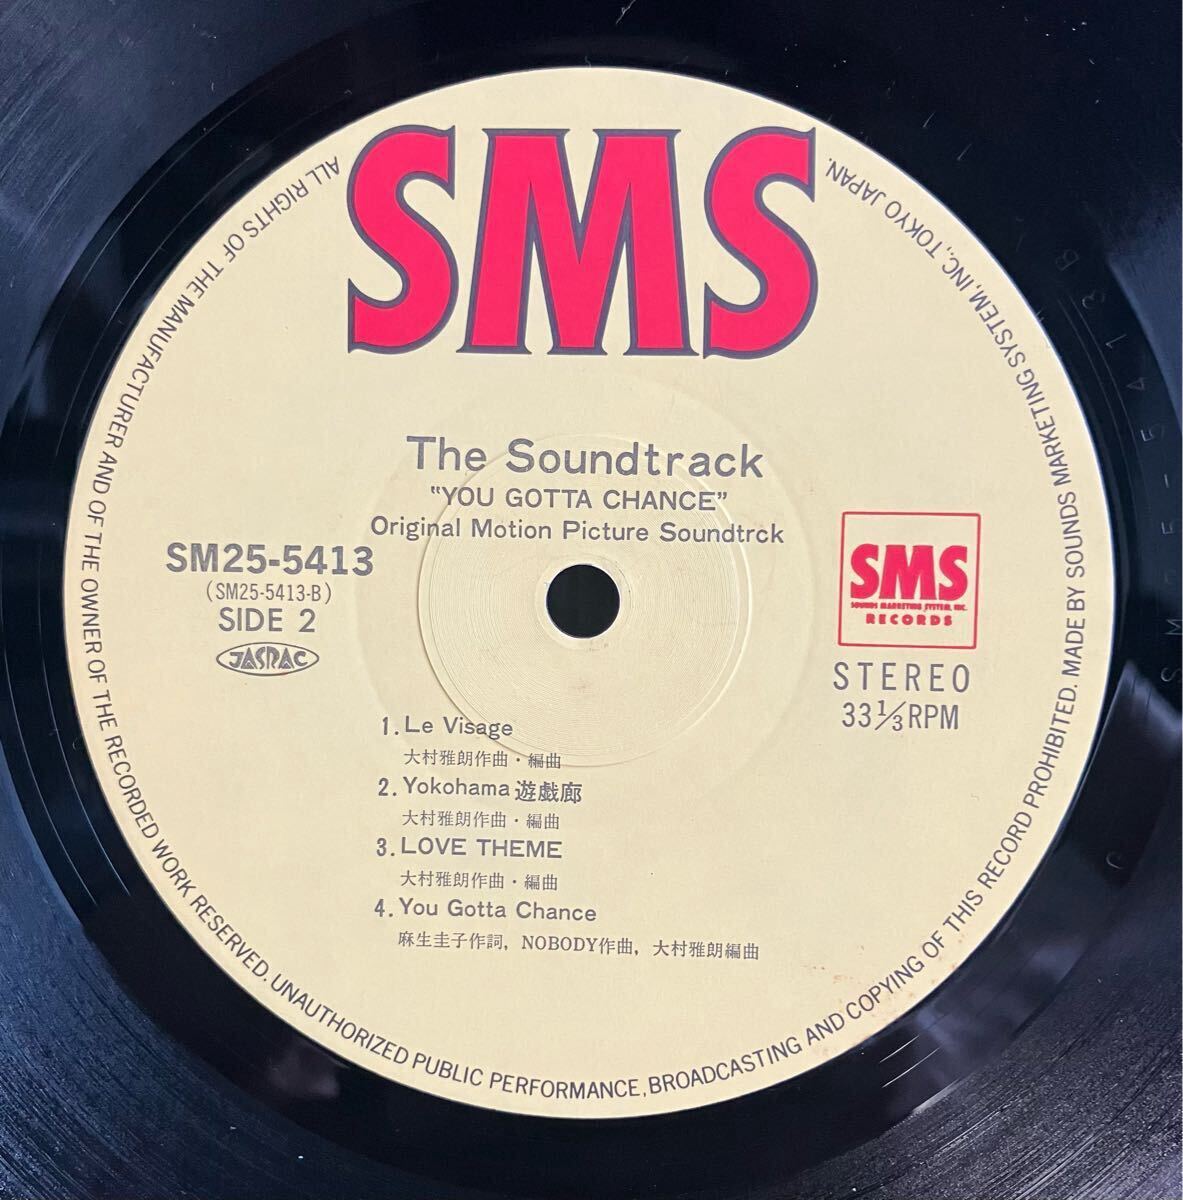 SMS
The Soundtrack
"YOU GOTTA CHANCE"
Original Motion Picture Soundtrck
SM25-5413
(SM25-5413-B)
SIDE 2
JASRAC
SMS
SOUNDS MARKETING SYSTEM, INC.
RECORDS
STEREO
33 1/3 RPM
1. Le Visage
大村雅朗作曲・編曲
2. Yokohama 遊戯廊
大村雅朗作曲・編曲
3. LOVE THEME
大村雅朗作曲・編曲
4. You Gotta Chance
麻生圭子作詞, NOBODY作曲, 大村雅朗編曲
ALL RIGHTS OF THE MANUFACTURER AND OF THE OWNER OF THE RECORDED WORK RESERVED. UNAUTHORIZED PUBLIC PERFORMANCE, BROADCASTING AND COPYING OF THIS RECORD PROHIBITED. MADE BY SOUNDS MARKETING SYSTEM, INC., TOKYO JAPAN.